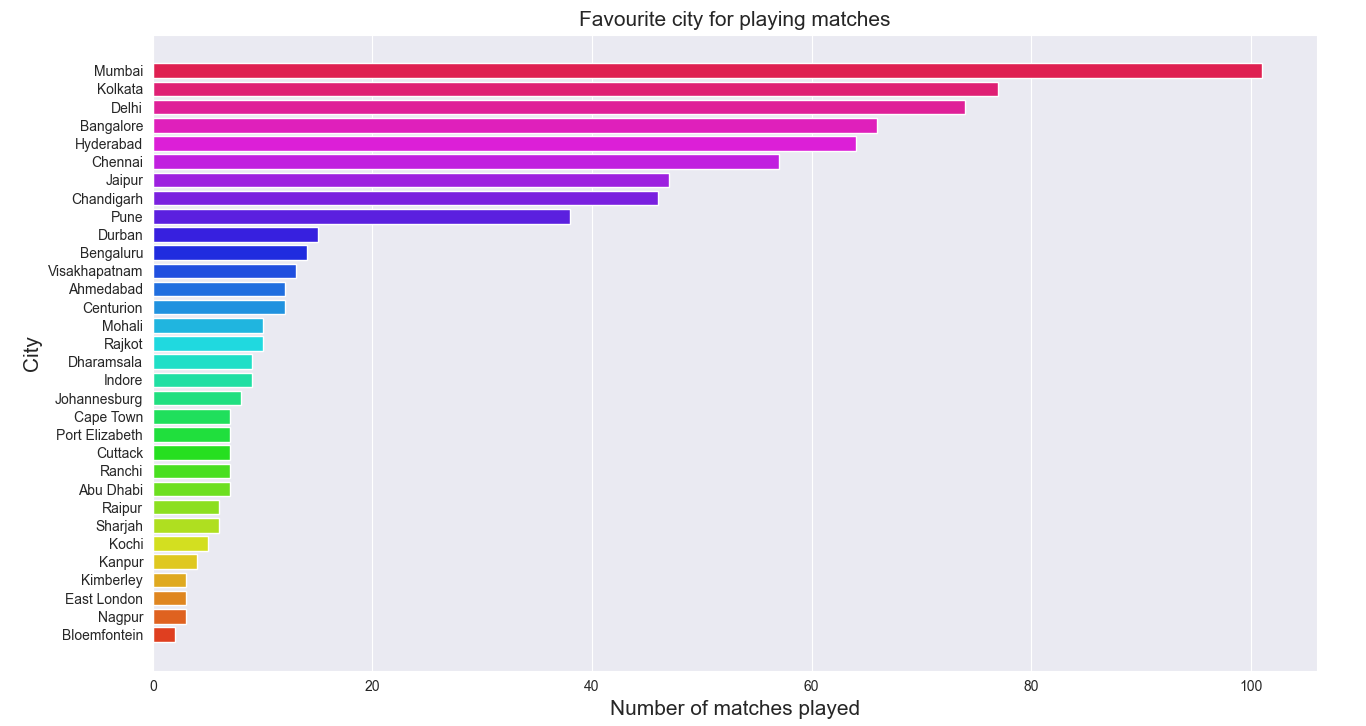 Favourite city for playing matches
City
Mumbai
Kolkata
Delhi
Bangalore
Hyderabad
Chennai
Jaipur
Chandigarh
Pune
Durban
Bengaluru
Visakhapatnam
Ahmedabad
Centurion
Mohali
Rajkot
Dharamsala
Indore
Johannesburg
Cape Town
Port Elizabeth
Cuttack
Ranchi
Abu Dhabi
Raipur
Sharjah
Kochi
Kanpur
Kimberley
East London
Nagpur
Bloemfontein
0 20 40 60 80 100
Number of matches played